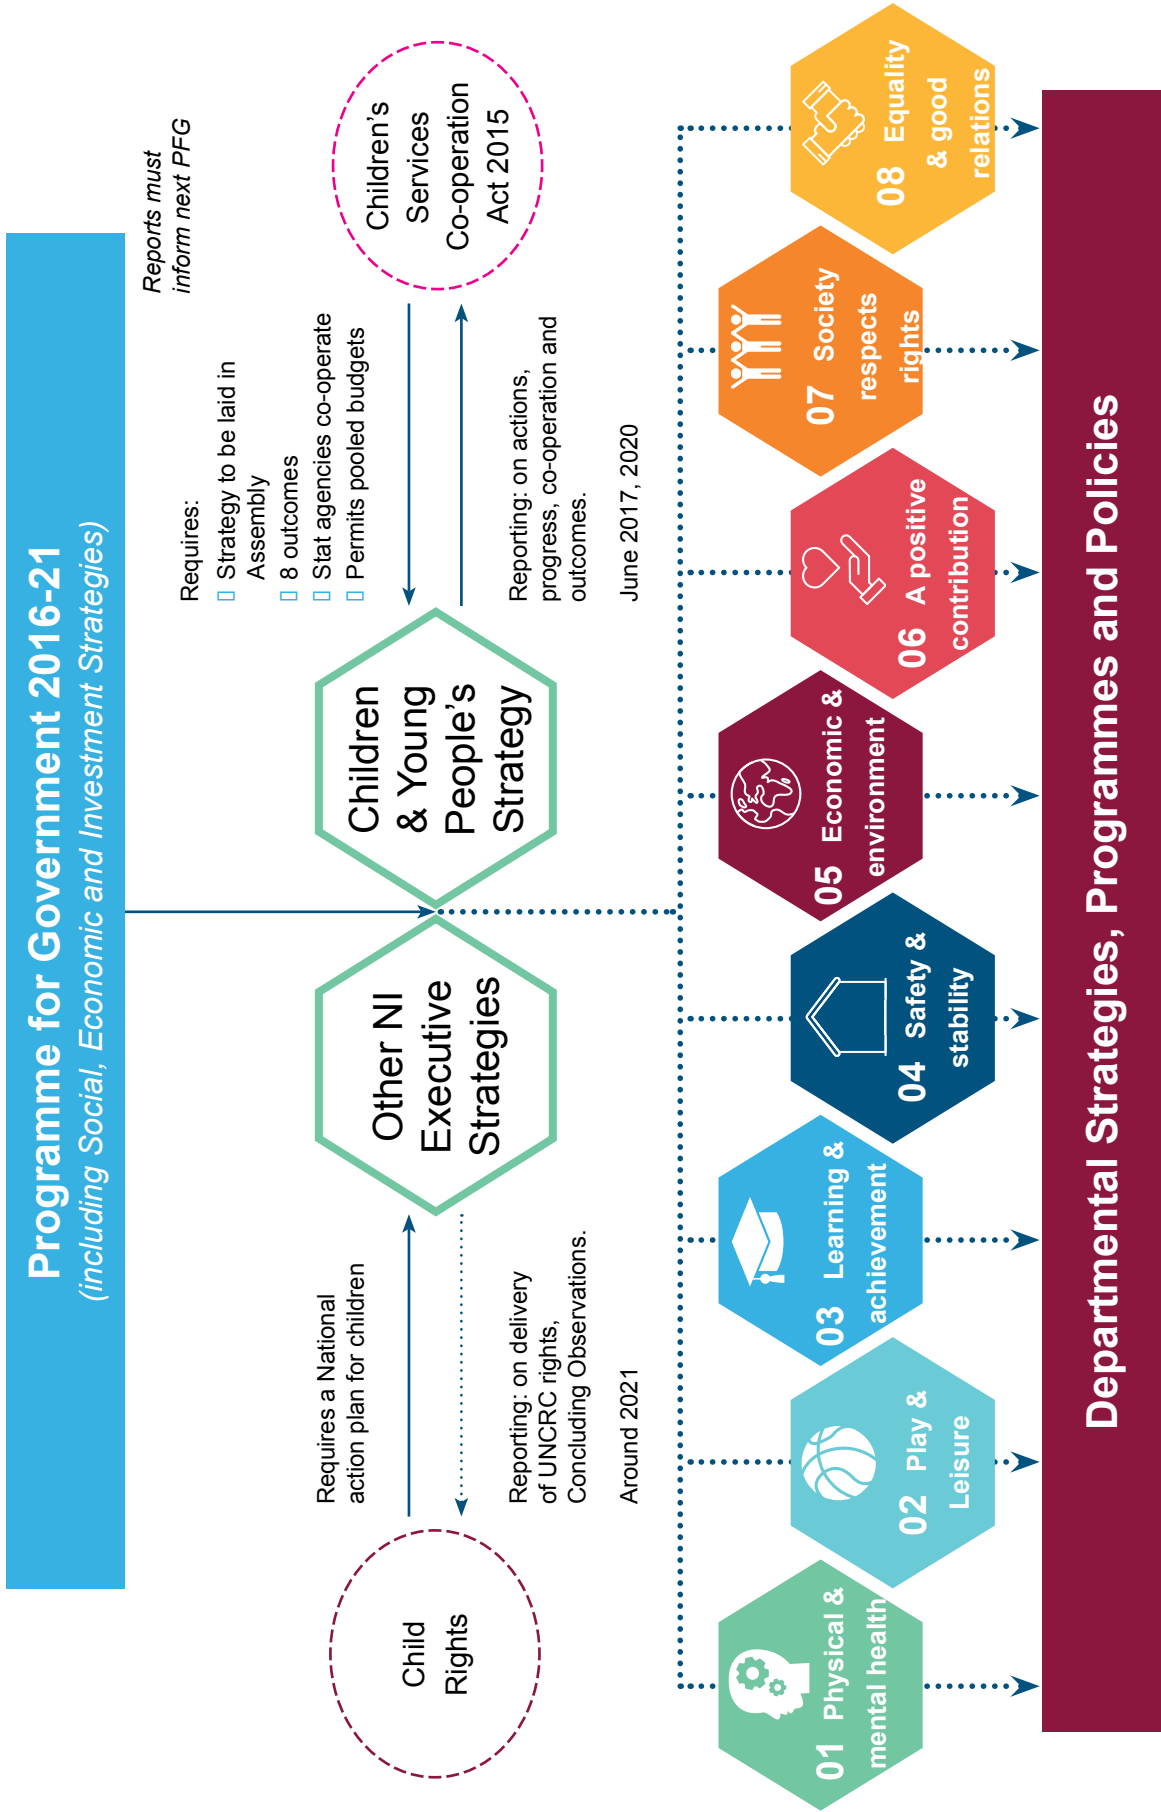 Programme for Government 2016-21
(including Social, Economic and Investment Strategies)
Reports must
inform next PFG
Child
Rights
Requires a National
action plan for children
Reporting: on delivery
of UNCRC rights,
Concluding Observations.
Around 2021
Other NI
Executive
Strategies
Children
& Young
People’s
Strategy
Requires:
Strategy to be laid in
Assembly
8 outcomes
Stat agencies co-operate
Permits pooled budgets
Reporting: on actions,
progress, co-operation and
outcomes.
June 2017, 2020
Children’s
Services
Co-operation
Act 2015
01 Physical &
mental health
02 Play &
Leisure
03 Learning &
achievement
04 Safety &
stability
05 Economic &
environment
06 A positive
contribution
07 Society
respects
rights
08 Equality
& good
relations
Departmental Strategies, Programmes and Policies